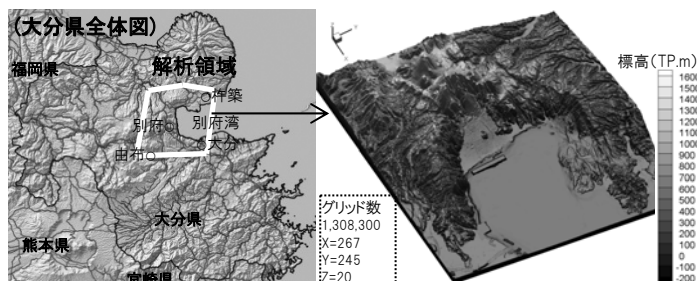 (大分県全体図)
福岡県
解析領域
杵築
別府
別府湾
大分
由布
大分県
熊本県
宮崎県
標高(TP.m)
1600
1500
1400
1300
1200
1100
1000
900
800
700
600
500
400
300
200
100
0
-100
-200
グリッド数
1,308,300
X=267
Y=245
Z=20